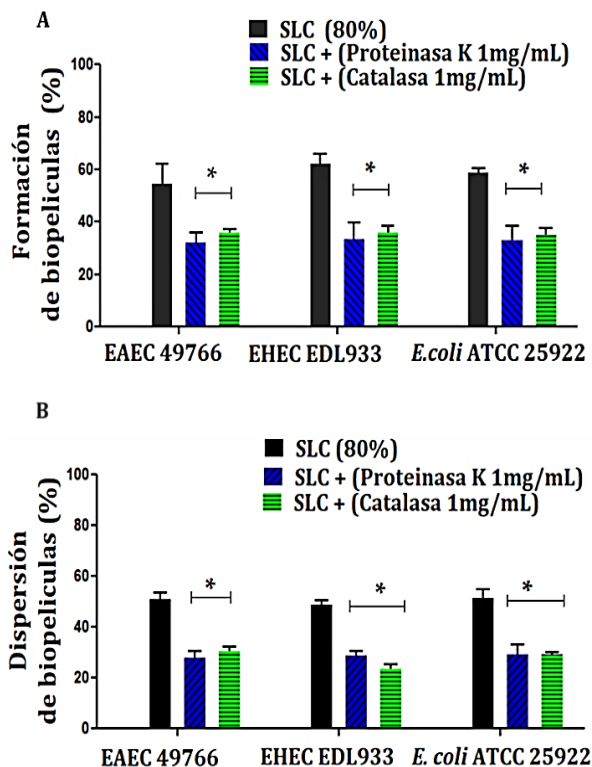 A
SLC (80%)
SLC + (Proteinasa K 1mg/mL)
SLC + (Catalasa 1mg/mL)
Formación
de biopeliculas (%)
100
80
60
40
20
0
*
*
*
EAEC 49766
EHEC EDL933
E.coli ATCC 25922
B
SLC (80%)
SLC + (Proteinasa K 1mg/mL)
SLC + (Catalasa 1mg/mL)
Dispersión
de biopeliculas (%)
100
80
60
40
20
0
*
*
*
EAEC 49766
EHEC EDL933
E. coli ATCC 25922